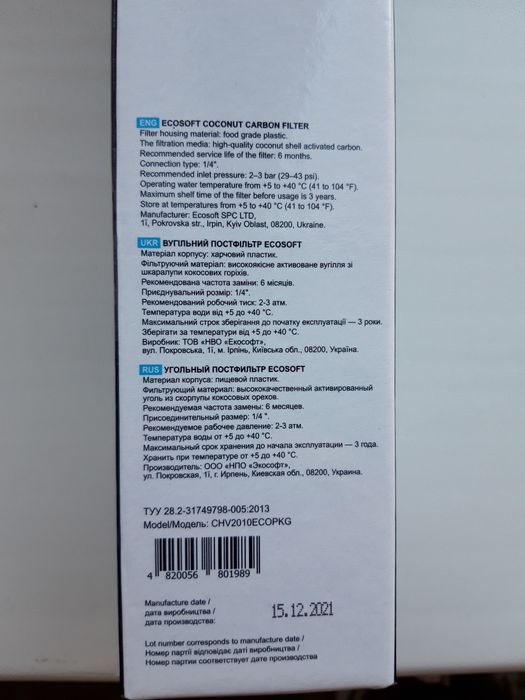 ENG ECOSOFT COCONUT CARBON FILTER
Filter housing material: food grade plastic.
The filtration media: high-quality coconut shell activated carbon.
Recommended service life of the filter: 6 months.
Connection type: 1/4".
Recommended inlet pressure: 2–3 bar (29–43 psi).
Operating water temperature from +5 to +40 °C (41 to 104 °F).
Maximum shelf time of the filter before usage is 3 years.
Store at temperatures from +5 to +40 °C (41 to 104 °F).
Manufacturer: Ecosoft SPC LTD,
1ї, Pokrovska str., Irpin, Kyiv Oblast, 08200, Ukraine.
UKR ВУГІЛЬНИЙ ПОСТФІЛЬТР ECOSOFT
Матеріал корпусу: харчовий пластик.
Фільтруючий матеріал: високоякісне активоване вугілля зі
шкаралупи кокосових горіхів.
Рекомендована частота заміни: 6 місяців.
Приєднувальний розмір: 1/4".
Рекомендований робочий тиск: 2-3 атм.
Температура води від +5 до +40 °C.
Максимальний строк зберігання до початку експлуатації — 3 роки.
Зберігати за температури від +5 до +40 °C.
Виробник: ТОВ «НВО «Екософт»,
вул. Покровська, 1ї, м. Ірпінь, Київська обл., 08200, Україна.
RUS УГОЛЬНЫЙ ПОСТФИЛЬТР ECOSOFT
Материал корпуса: пищевой пластик.
Фильтрующий материал: высококачественный активированный
уголь из скорлупы кокосовых орехов.
Рекомендуемая частота замены: 6 месяцев.
Присоединительный размер: 1/4 ".
Рекомендуемое рабочее давление: 2-3 атм.
Температура воды от +5 до +40 °C.
Максимальный срок хранения до начала эксплуатации — 3 года.
Хранить при температуре от +5 до +40 °C.
Производитель: ООО «НПО «Экософт»,
ул. Покровская, 1ї, г. Ирпень, Киевская обл., 08200, Украина.
ТУУ 28.2-31749798-005:2013
Model/Модель: CHV2010ECOPKG
4 820056 801989
Manufacture date /
дата виробництва /
дата производства:
15.12.2021
Lot number corresponds to manufacture date /
Номер партії відповідає даті виробництва /
Номер партии соответствует дате производства